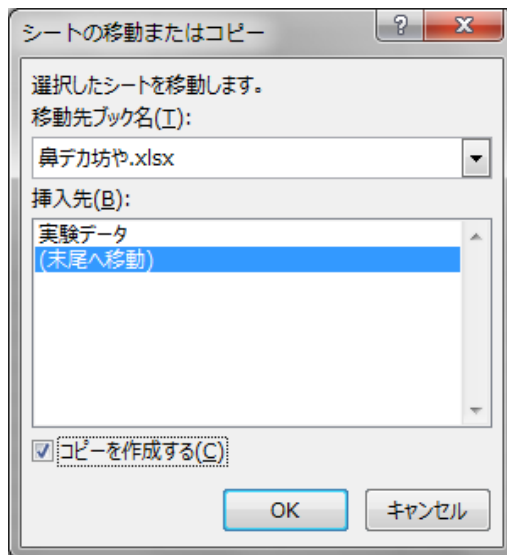 シートの移動またはコピー
選択したシートを移動します。
移動先ブック名(T):
鼻デカ坊や.xlsx
挿入先(B):
実験データ
(末尾へ移動)
コピーを作成する(C)
OK キャンセル